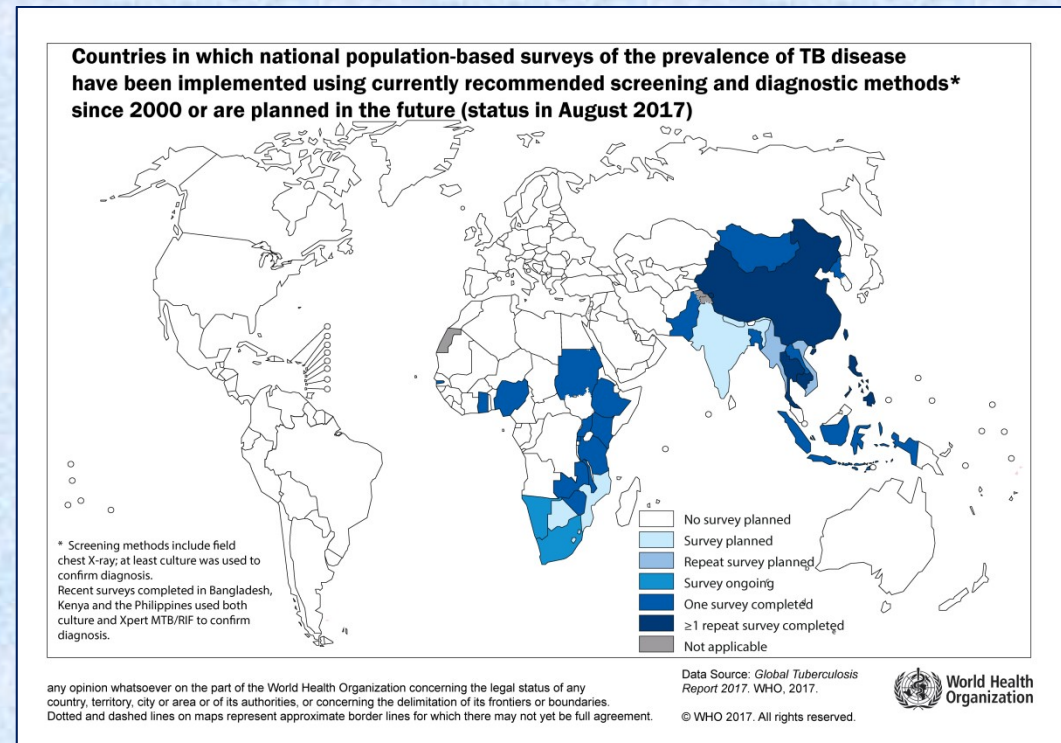 Countries in which national population-based surveys of the prevalence of TB disease
have been implemented using currently recommended screening and diagnostic methods*
since 2000 or are planned in the future (status in August 2017)
* Screening methods include field
chest X-ray; at least culture was used to
confirm diagnosis.
Recent surveys completed in Bangladesh,
Kenya and the Philippines used both
culture and Xpert MTB/RIF to confirm
diagnosis.
No survey planned
Survey planned
Repeat survey planned
Survey ongoing
One survey completed
≥1 repeat survey completed
Not applicable
any opinion whatsoever on the part of the World Health Organization concerning the legal status of any
country, territory, city or area or of its authorities, or concerning the delimitation of its frontiers or boundaries.
Dotted and dashed lines on maps represent approximate border lines for which there may not yet be full agreement.
Data Source: Global Tuberculosis
Report 2017. WHO, 2017.
© WHO 2017. All rights reserved.
World Health
Organization